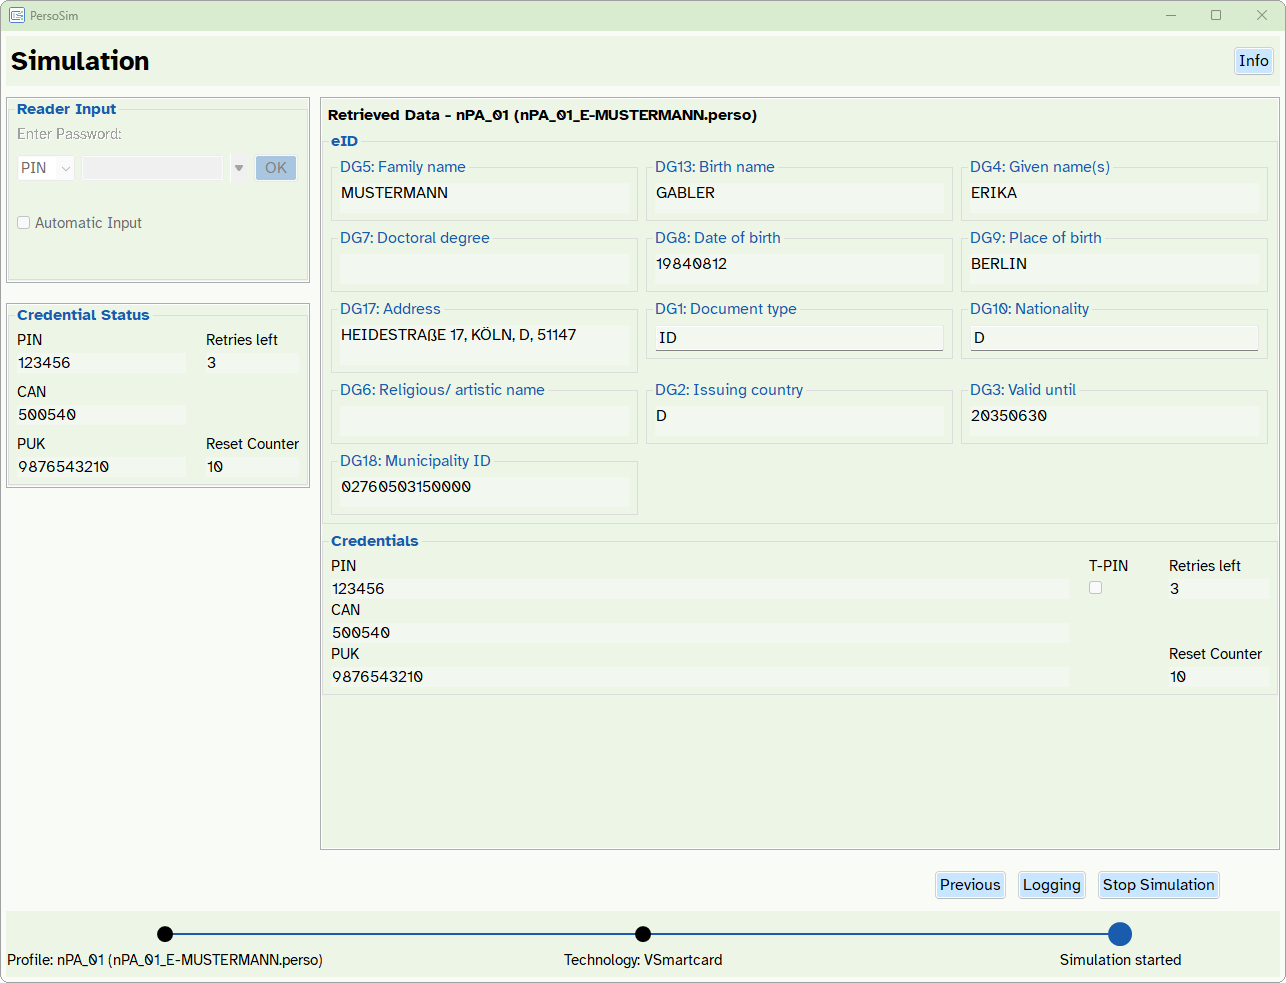 PersoSim
Simulation
Info
Reader Input
Enter Password:
PIN
OK
Automatic Input
Credential Status
PIN Retries left
123456 3
CAN
500540
PUK Reset Counter
9876543210 10
Retrieved Data - nPA_01 (nPA_01_E-MUSTERMANN.perso)
eID
DG5: Family name DG13: Birth name DG4: Given name(s)
MUSTERMANN GABLER ERIKA
DG7: Doctoral degree DG8: Date of birth DG9: Place of birth
19840812 BERLIN
DG17: Address DG1: Document type DG10: Nationality
HEIDESTRAẞE 17, KÖLN, D, 51147 ID D
DG6: Religious/ artistic name DG2: Issuing country DG3: Valid until
D 20350630
DG18: Municipality ID
02760503150000
Credentials
PIN T-PIN Retries left
123456 3
CAN
500540
PUK Reset Counter
9876543210 10
Previous Logging Stop Simulation
Profile: nPA_01 (nPA_01_E-MUSTERMANN.perso) Technology: VSmartcard Simulation started